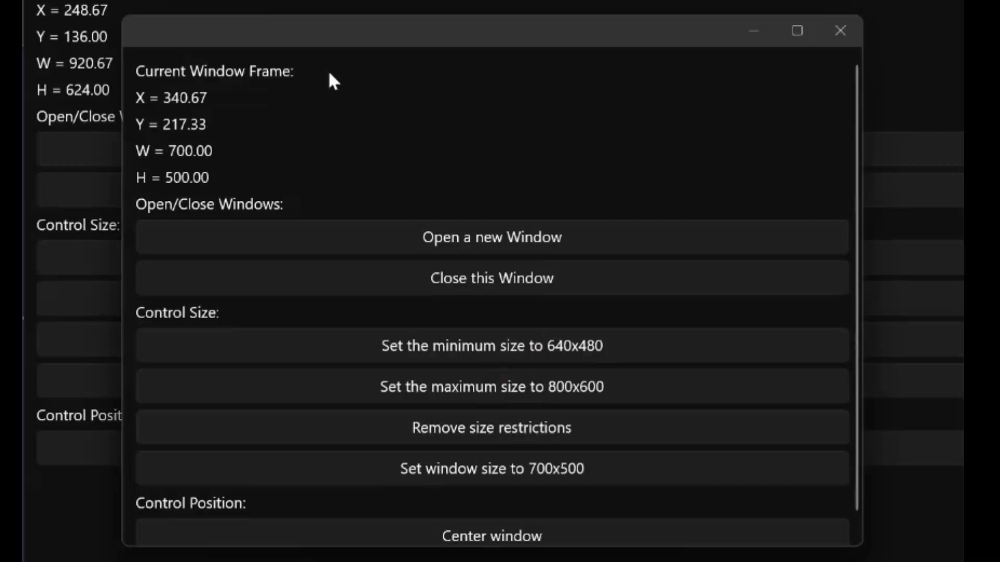 X = 248.67
Y = 136.00
W = 920.67
H = 624.00
Open/Close
Control Size:
Control Posit
Current Window Frame:
X = 340.67
Y = 217.33
W = 700.00
H = 500.00
Open/Close Windows:
Open a new Window
Close this Window
Control Size:
Set the minimum size to 640x480
Set the maximum size to 800x600
Remove size restrictions
Set window size to 700x500
Control Position:
Center window